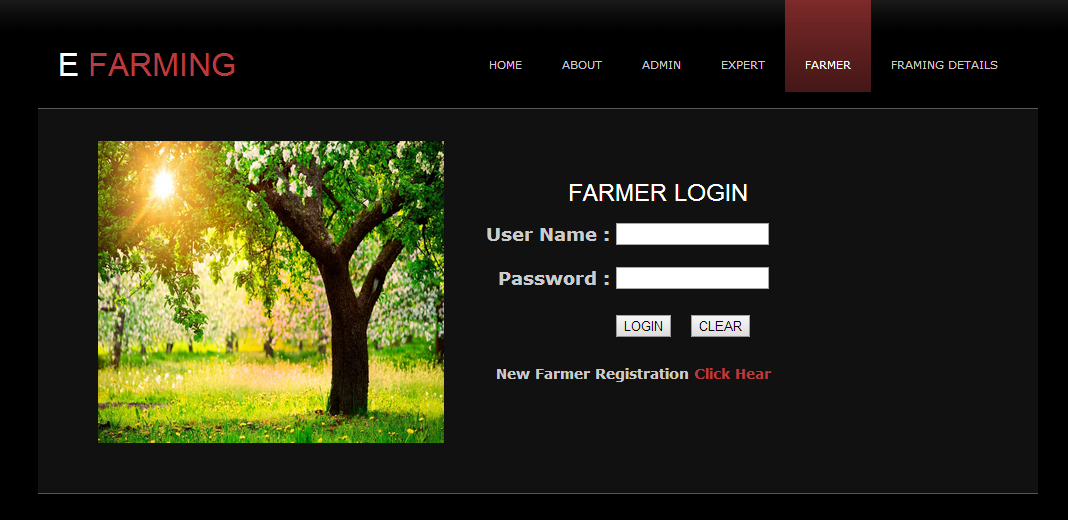 E FARMING
HOME ABOUT ADMIN EXPERT FARMER FRAMING DETAILS
FARMER LOGIN
User Name :
Password :
LOGIN CLEAR
New Farmer Registration Click Hear